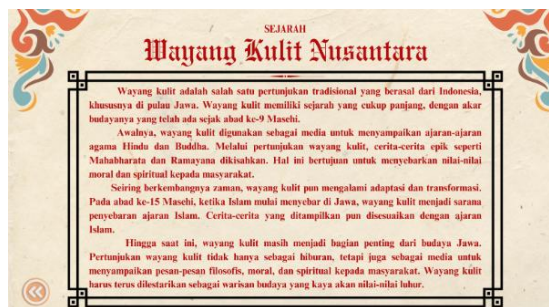 SEJARAH
Wayang Kulit Nusantara
Wayang kulit adalah salah satu pertunjukan tradisional yang berasal dari Indonesia,
khususnya di pulau Jawa. Wayang kulit memiliki sejarah yang cukup panjang, dengan akar
budayanya yang telah ada sejak abad ke-9 Masehi.
Awalnya, wayang kulit digunakan sebagai media untuk menyampaikan ajaran-ajaran
agama Hindu dan Buddha. Melalui pertunjukan wayang kulit, cerita-cerita epik seperti
Mahabharata dan Ramayana dikisahkan. Hal ini bertujuan untuk menyebarkan nilai-nilai
moral dan spiritual kepada masyarakat.
Seiring berkembangnya zaman, wayang kulit pun mengalami adaptasi dan transformasi.
Pada abad ke-15 Masehi, ketika Islam mulai menyebar di Jawa, wayang kulit menjadi sarana
penyebaran ajaran Islam. Cerita-cerita yang ditampilkan pun disesuaikan dengan ajaran
Islam.
Hingga saat ini, wayang kulit masih menjadi bagian penting dari budaya Jawa.
Pertunjukan wayang kulit tidak hanya sebagai hiburan, tetapi juga sebagai media untuk
menyampaikan pesan-pesan filosofis, moral, dan spiritual kepada masyarakat. Wayang kulit
harus terus dilestarikan sebagai warisan budaya yang kaya akan nilai-nilai luhur.